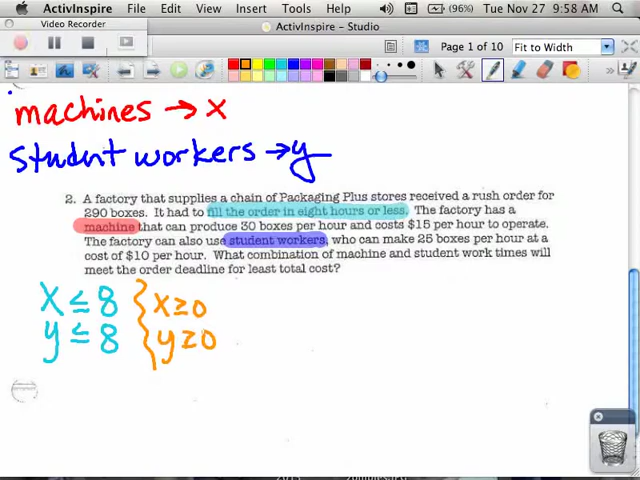 ActivInspire File Edit View Insert Tools Help (96%) Tue Nov 27 9:58 AM
Video Recorder
ActivInspire - Studio
Page 1 of 10 Fit to Width
machines → x
student workers → y
2. A factory that supplies a chain of Packaging Plus stores received a rush order for
290 boxes. It had to fill the order in eight hours or less. The factory has a
machine that can produce 30 boxes per hour and costs $15 per hour to operate.
The factory can also use student workers, who can make 25 boxes per hour at a
cost of $10 per hour. What combination of machine and student work times will
meet the order deadline for least total cost?
x ≤ 8 { x ≥ 0
y ≤ 8 { y ≥ 0